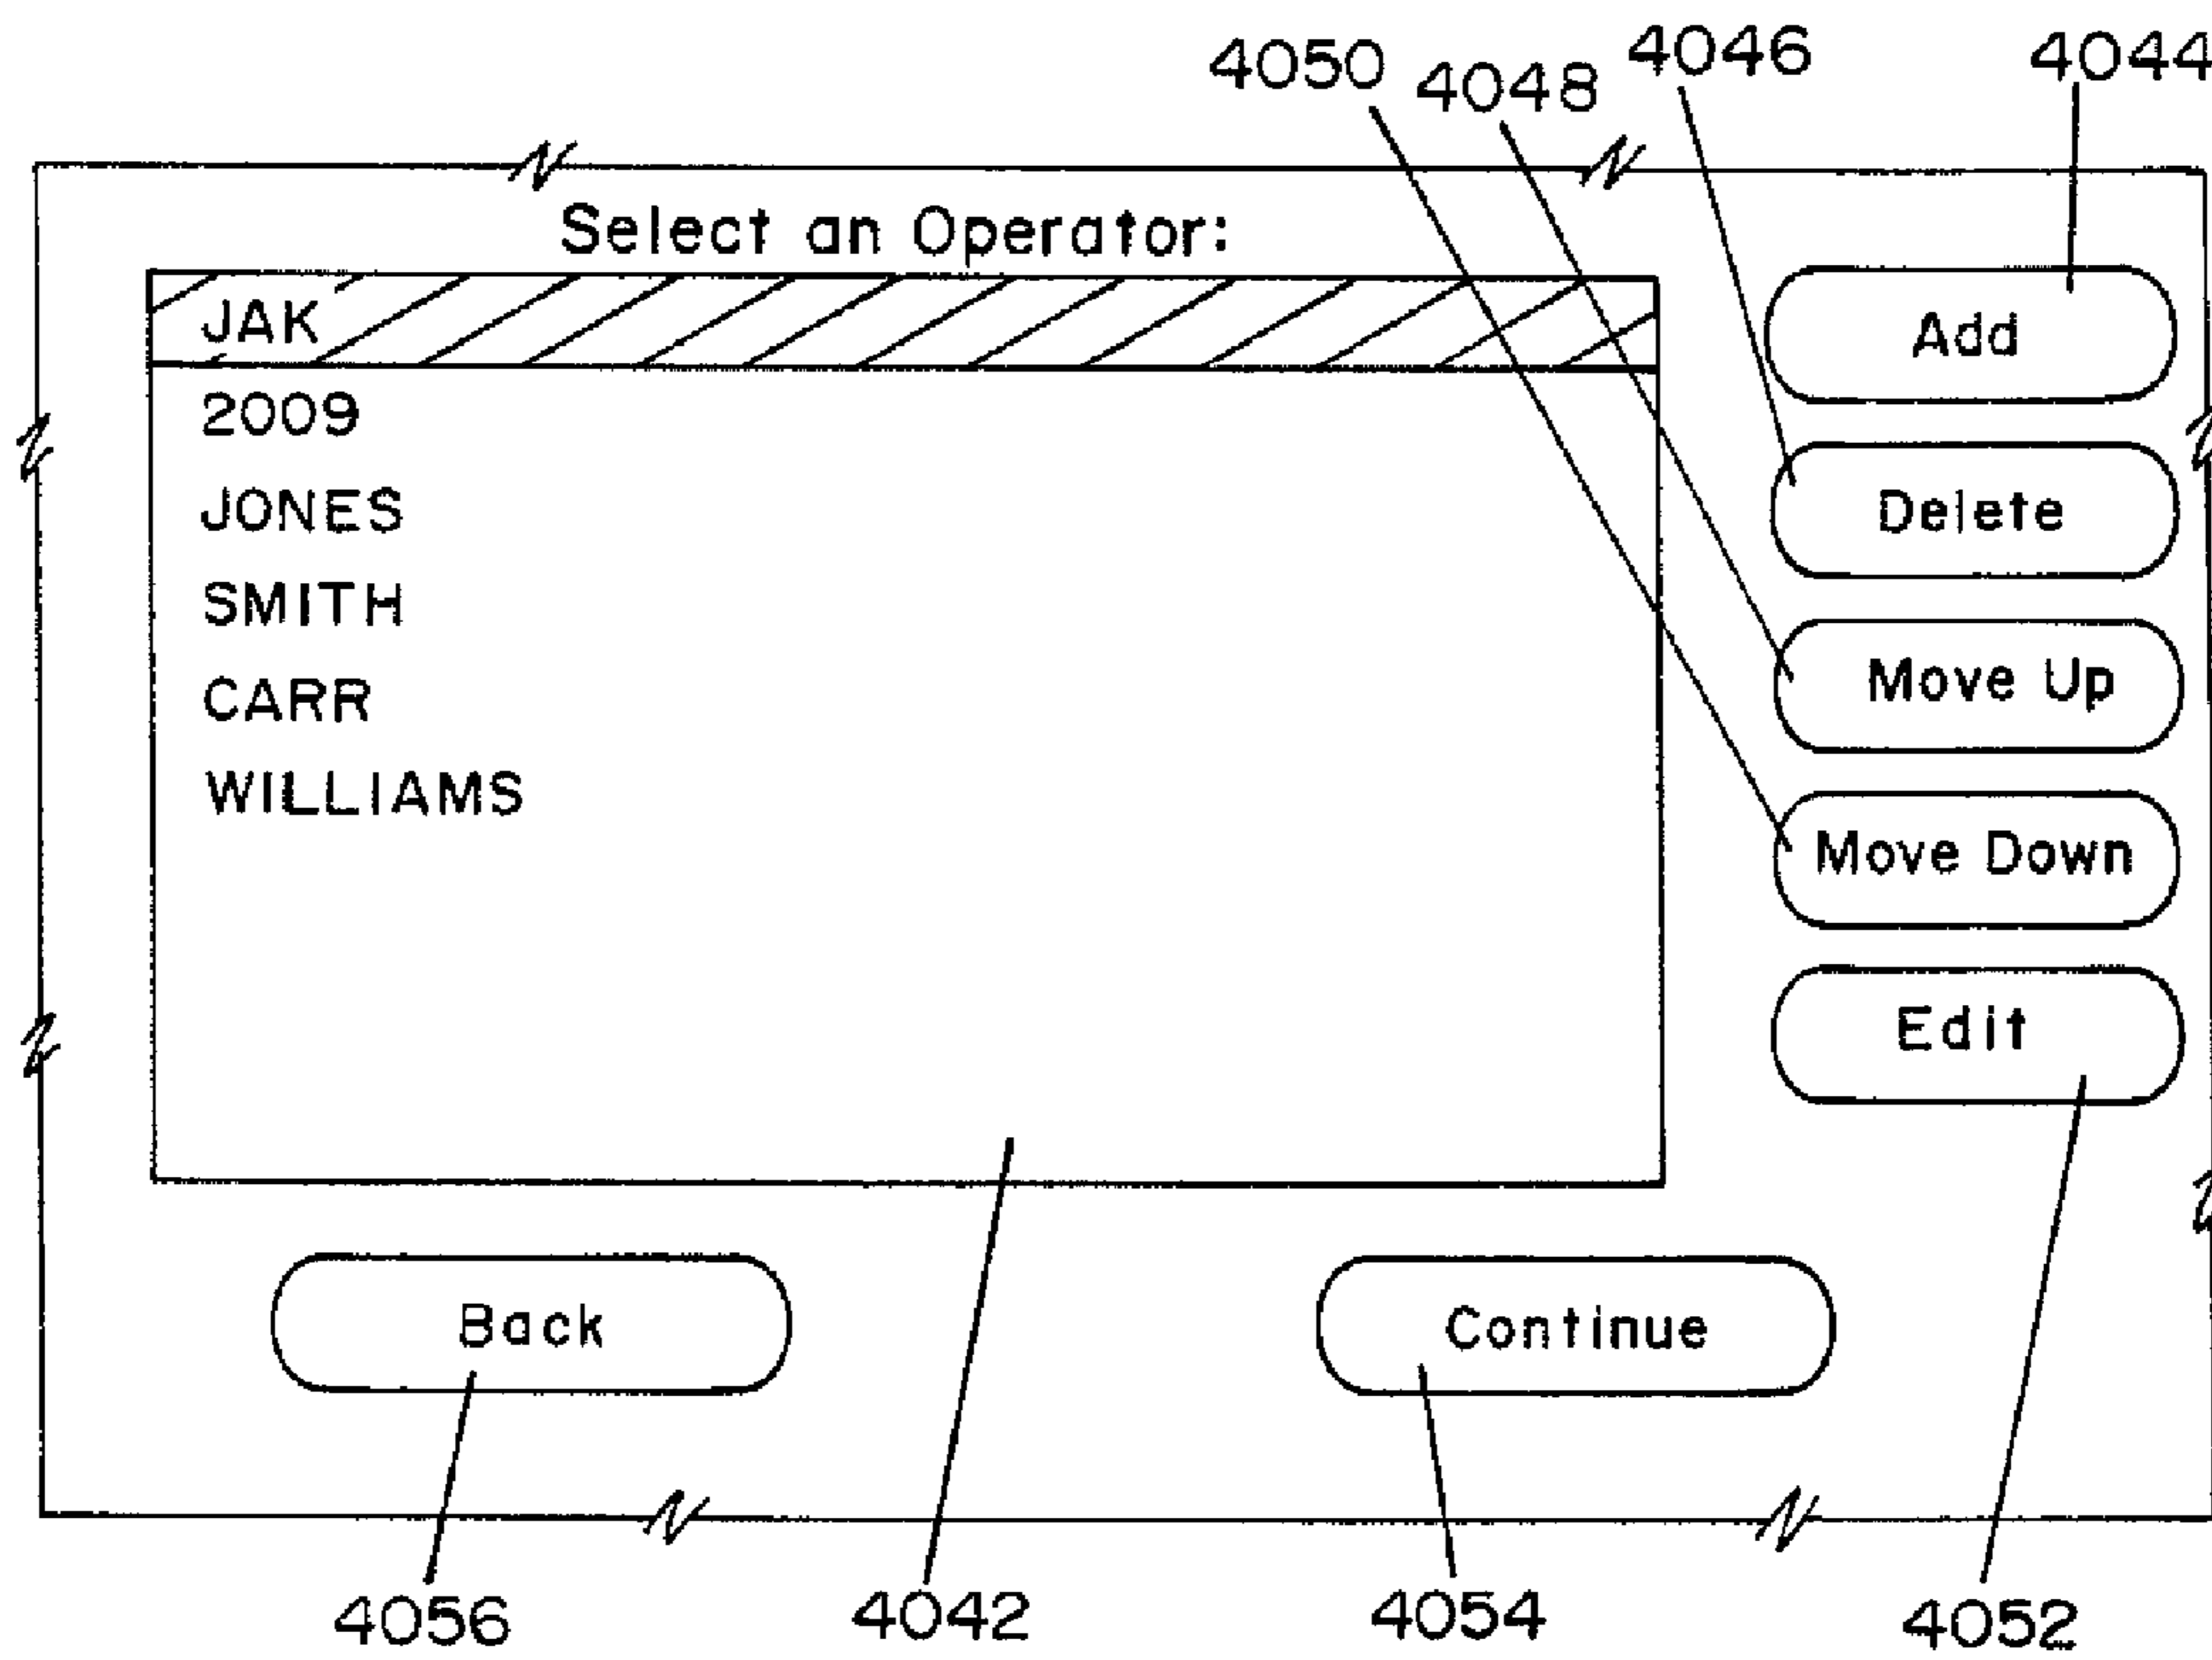 4050 4048 4046 4044
Select an Operator:
JAK
2009
JONES
SMITH
CARR
WILLIAMS
Add
Delete
Move Up
Move Down
Edit
Back
Continue
4056 4042 4054 4052